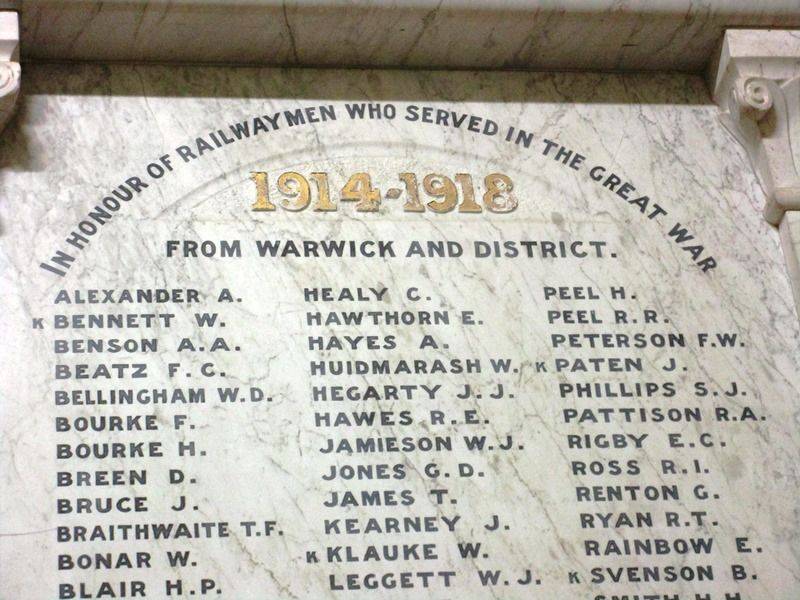 IN HONOUR OF RAILWAYMEN WHO SERVED IN THE GREAT WAR
1914-1918
FROM WARWICK AND DISTRICT.
ALEXANDER A.
K BENNETT W.
BENSON A.A.
BEATZ F.C.
BELLINGHAM W.D.
BOURKE F.
BOURKE H.
BREEN D.
BRUCE J.
BRAITHWAITE T.F.
BONAR W.
BLAIR H.P.
HEALY C.
HAWTHORN E.
HAYES A.
HUIDMARASH W.
HEGARTY J.J.
HAWES R.E.
JAMIESON W.J.
JONES G.D.
JAMES T.
KEARNEY J.
K KLAUKE W.
LEGGETT W.J.
PEEL H.
PEEL R.R.
PETERSON F.W.
K PATEN J.
PHILLIPS S.J.
PATTISON R.A.
RIGBY E.C.
ROSS R.I.
RENTON G.
RYAN R.T.
RAINBOW E.
K SVENSON B.
SMITH H.H.